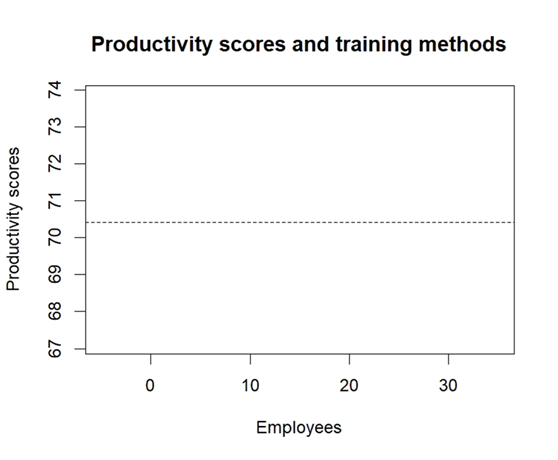 Productivity scores and training methods
74
73
72
71
70
69
68
67
Productivity scores
0 10 20 30
Employees